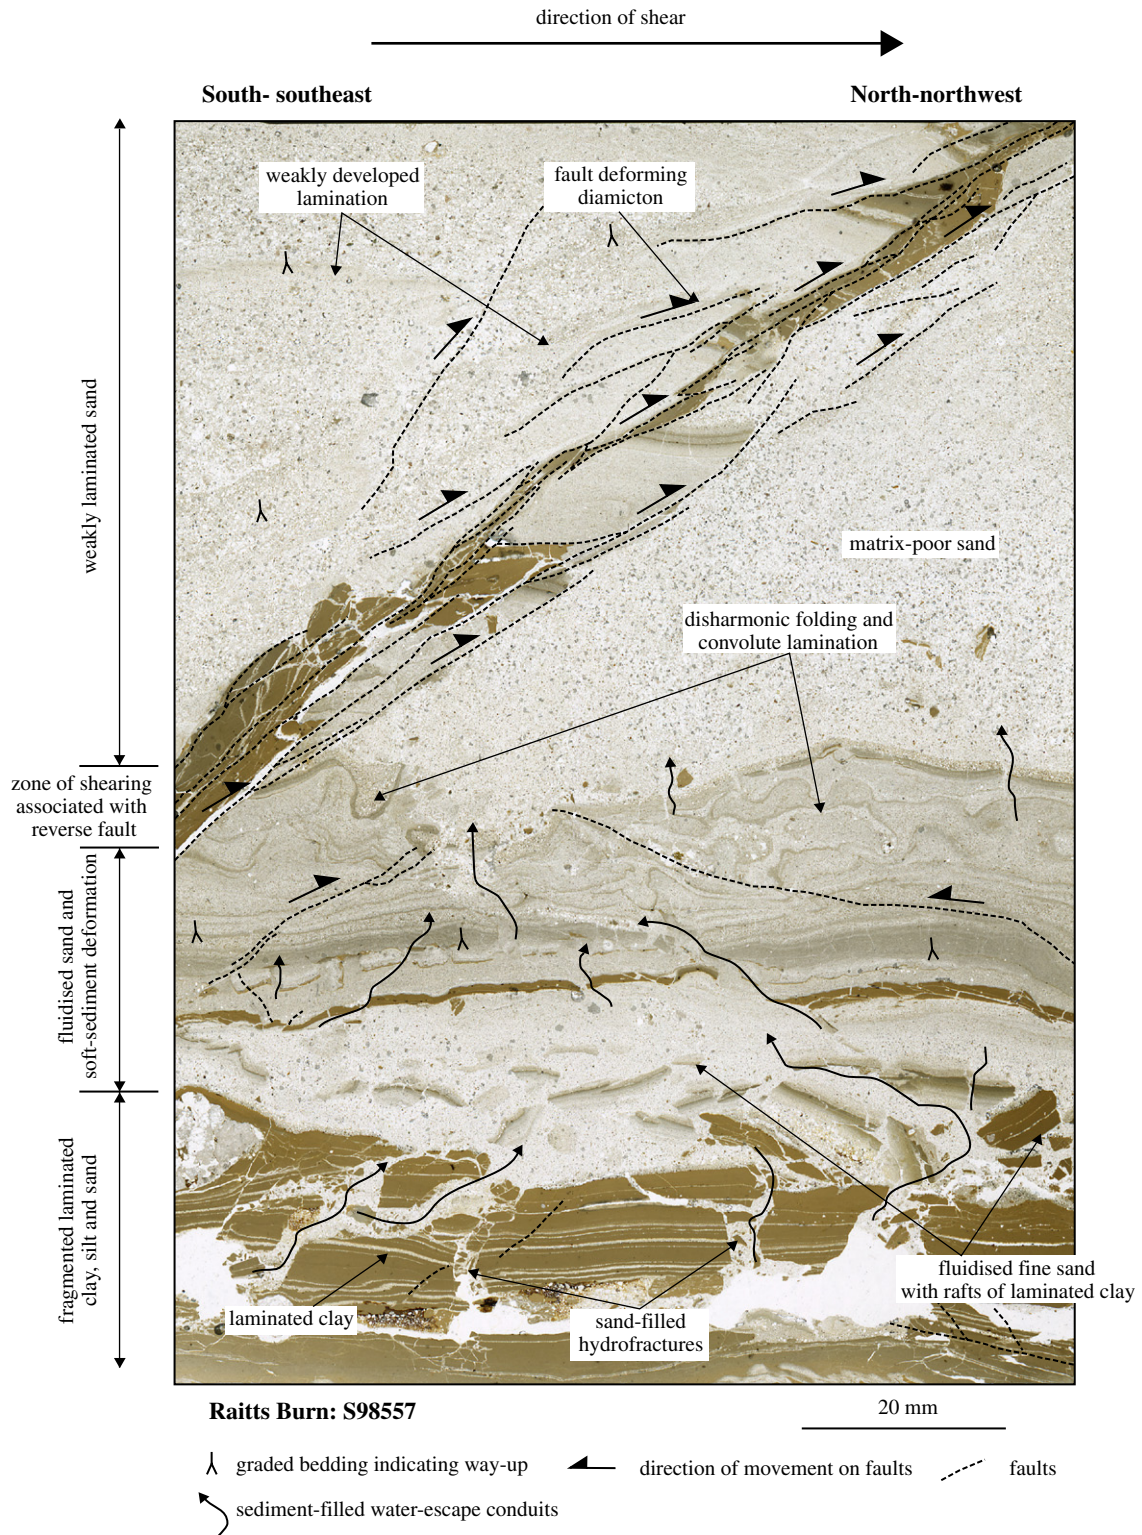 direction of shear
South- southeast
North-northwest
weakly developed
lamination
fault deforming
diamicton
weakly laminated sand
matrix-poor sand
disharmonic folding and
convolute lamination
zone of shearing
associated with
reverse fault
fluidised sand and
soft-sediment deformation
fragmented laminated
clay, silt and sand
laminated clay
sand-filled
hydrofractures
fluidised fine sand
with rafts of laminated clay
Raitts Burn: S98557
20 mm
graded bedding indicating way-up
direction of movement on faults
faults
sediment-filled water-escape conduits